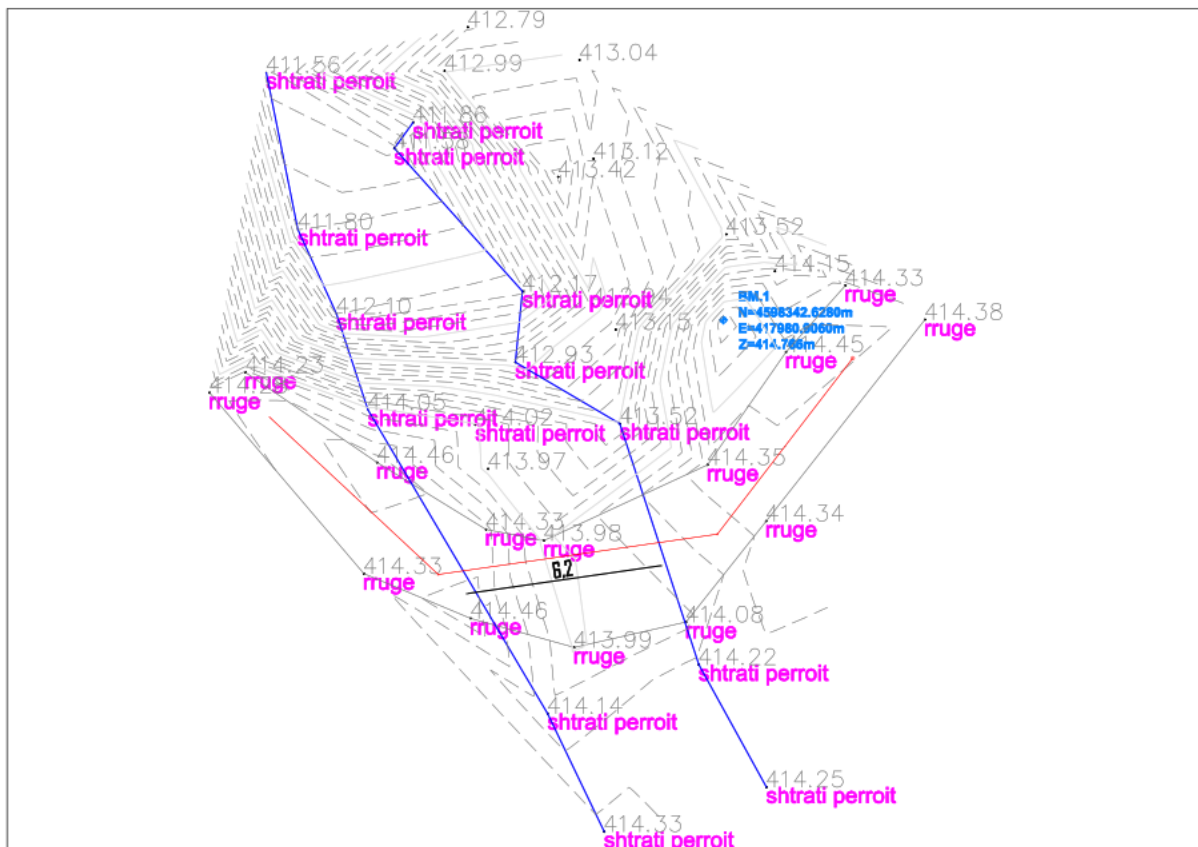 412.79
413.04
412.99
411.56
shtrati perroit
411.86
shtrati perroit
shtrati perroit
413.12
413.42
413.52
411.80
shtrati perroit
414.15
414.33
rruge
412.17
shtrati perroit
BM.1
N=4598342.6280m
E=417980.9060m
Z=414.766m
414.38
rruge
412.10
shtrati perroit
413.15
414.45
rruge
412.93
shtrati perroit
414.23
rruge
rruge
414.05
shtrati perroit
414.02
shtrati perroit
413.52
shtrati perroit
414.46
rruge
413.97
414.35
rruge
414.33
rruge
413.98
rruge
414.34
rruge
414.33
rruge
6,2
414.46
rruge
414.08
rruge
413.99
rruge
414.22
shtrati perroit
414.14
shtrati perroit
414.25
shtrati perroit
414.33
shtrati perroit